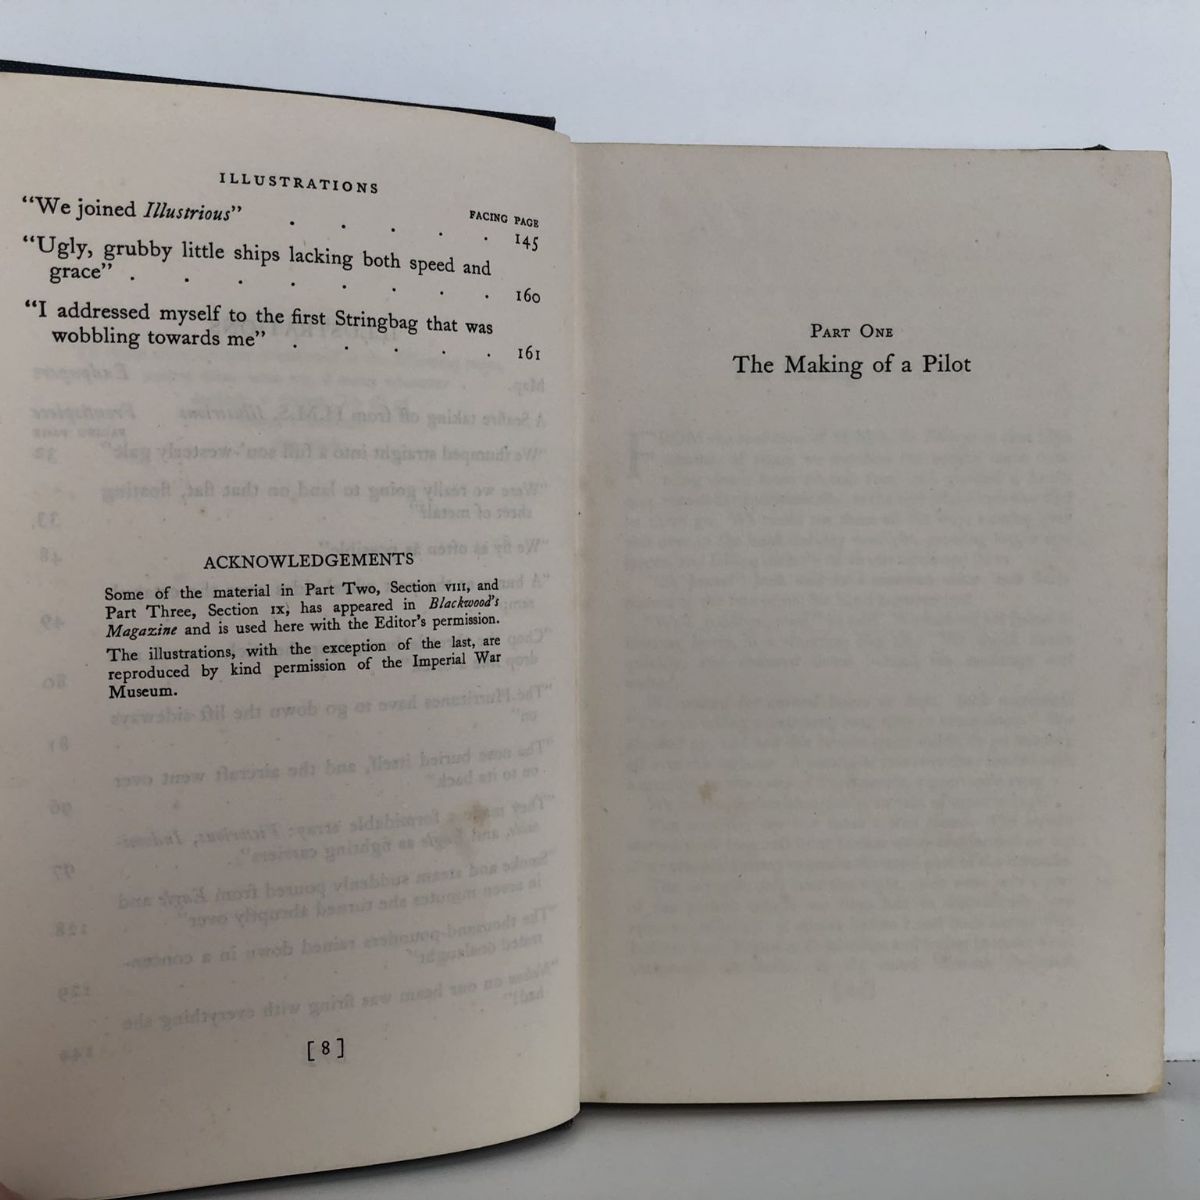 ILLUSTRATIONS
FACING PAGE
"We joined Illustrious" . . . . . 145
"Ugly, grubby little ships lacking both speed and
grace" . . . . . . . . 160
"I addressed myself to the first Stringbag that was
wobbling towards me" . . . . . 161
ACKNOWLEDGEMENTS
Some of the material in Part Two, Section VIII, and
Part Three, Section IX, has appeared in Blackwood's
Magazine and is used here with the Editor's permission.
The illustrations, with the exception of the last, are
reproduced by kind permission of the Imperial War
Museum.
[ 8 ]
PART ONE
The Making of a Pilot